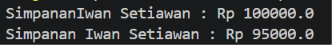 SimpananIwan Setiawan : Rp 100000.0
Simpanan Iwan Setiawan : Rp 95000.0